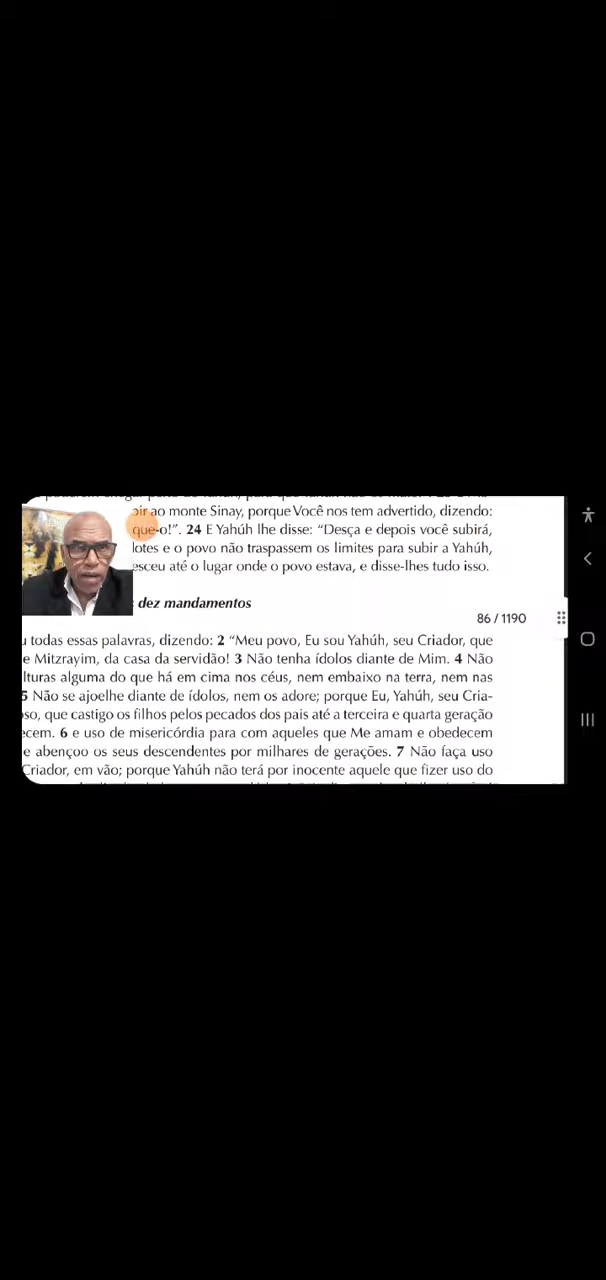 bir ao monte Sinay, porque Você nos tem advertido, dizendo:
que-o!”. 24 E Yahúh lhe disse: “Desça e depois você subirá,
lotes e o povo não traspassem os limites para subir a Yahúh,
esceu até o lugar onde o povo estava, e disse-lhes tudo isso.
dez mandamentos
86 / 1190
u todas essas palavras, dizendo: 2 “Meu povo, Eu sou Yahúh, seu Criador, que
e Mitzrayim, da casa da servidão! 3 Não tenha ídolos diante de Mim. 4 Não
lturas alguma do que há em cima nos céus, nem embaixo na terra, nem nas
5 Não se ajoelhe diante de ídolos, nem os adore; porque Eu, Yahúh, seu Cria-
oso, que castigo os filhos pelos pecados dos pais até a terceira e quarta geração
ecem. 6 e uso de misericórdia para com aqueles que Me amam e obedecem
e abençoo os seus descendentes por milhares de gerações. 7 Não faça uso
Criador, em vão; porque Yahúh não terá por inocente aquele que fizer uso do